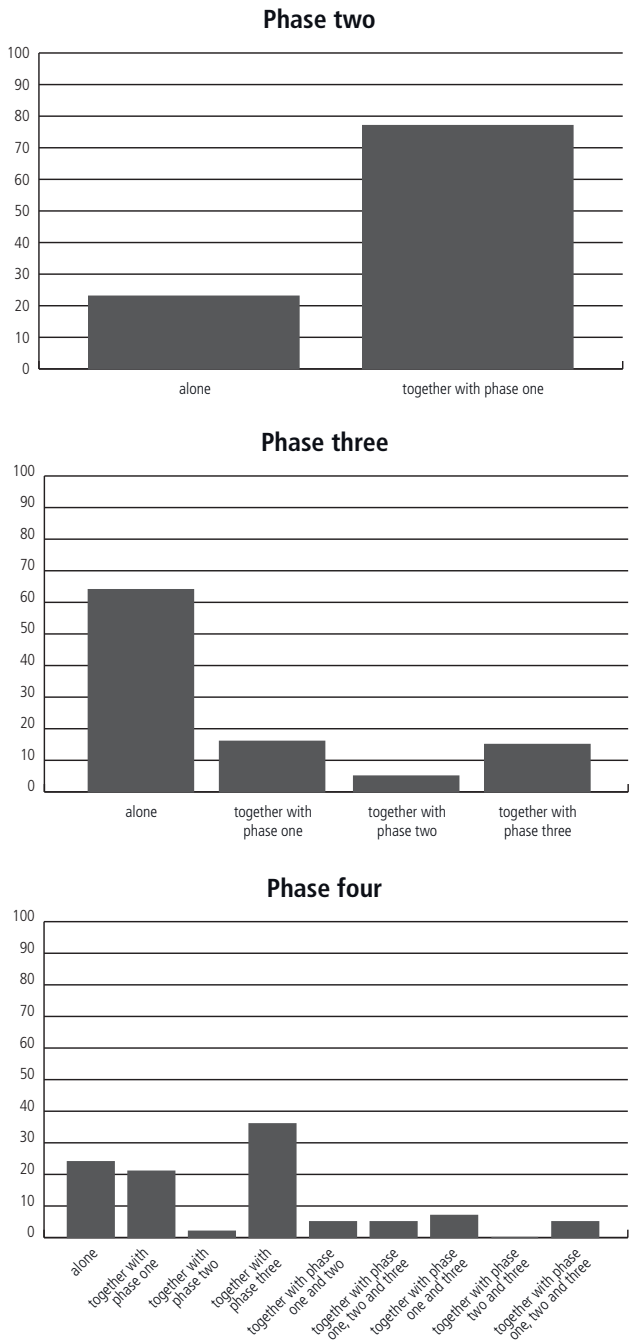 Phase two
100
90
80
70
60
50
40
30
20
10
0
alone
together with phase one
Phase three
100
90
80
70
60
50
40
30
20
10
0
alone
together with
phase one
together with
phase two
together with
phase three
Phase four
100
90
80
70
60
50
40
30
20
10
0
alone
together with
phase one
together with
phase two
together with
phase three
together with phase
one and two
together with phase
one, two and three
together with phase
one and three
together with phase
two and three
together with phase
one, two and three